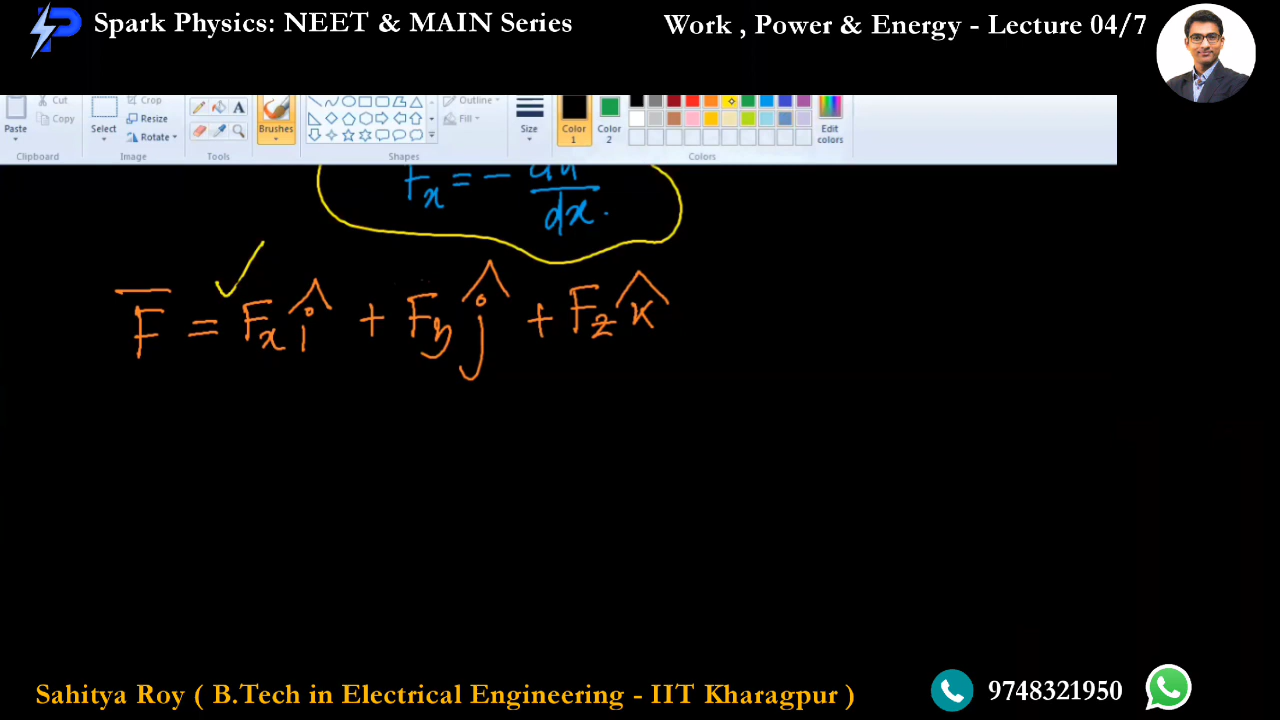 Spark Physics: NEET & MAIN Series
Work , Power & Energy - Lecture 04/7
Cut
Crop
Outline
Copy
Resize
Fill
Paste
Select
Rotate
Brushes
Size
Color 1
Color 2
Edit colors
Clipboard
Image
Tools
Shapes
Colors
Fx = - du/dx.
F̅ = Fx î + Fy ĵ + Fz k̂
Sahitya Roy ( B.Tech in Electrical Engineering - IIT Kharagpur )
9748321950